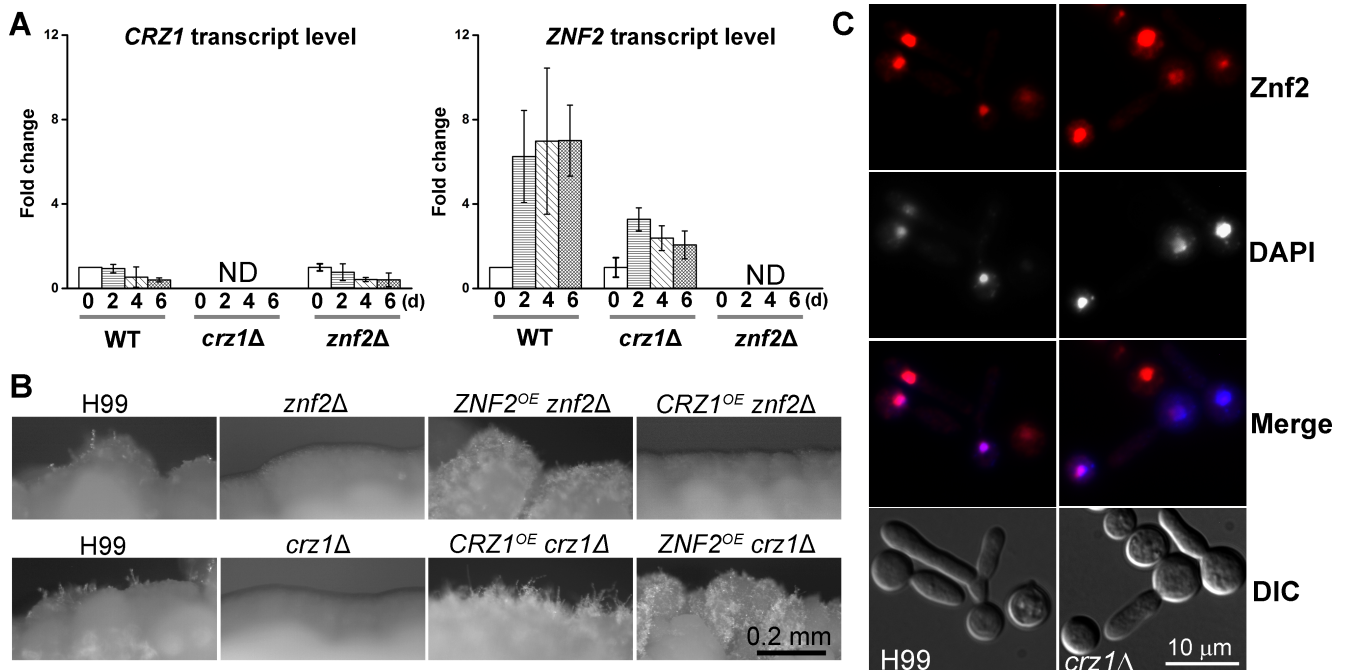 A
CRZ1 transcript level
Fold change
12
8
4
0
ND
0 2 4 6 0 2 4 6 0 2 4 6 (d)
WT crz1Δ znf2Δ
ZNF2 transcript level
Fold change
12
8
4
0
ND
0 2 4 6 0 2 4 6 0 2 4 6 (d)
WT crz1Δ znf2Δ
B
H99 znf2Δ ZNF2OE znf2Δ CRZ1OE znf2Δ
H99 crz1Δ CRZ1OE crz1Δ ZNF2OE crz1Δ
0.2 mm
C
Znf2
DAPI
Merge
DIC
H99 crz1Δ 10 μm